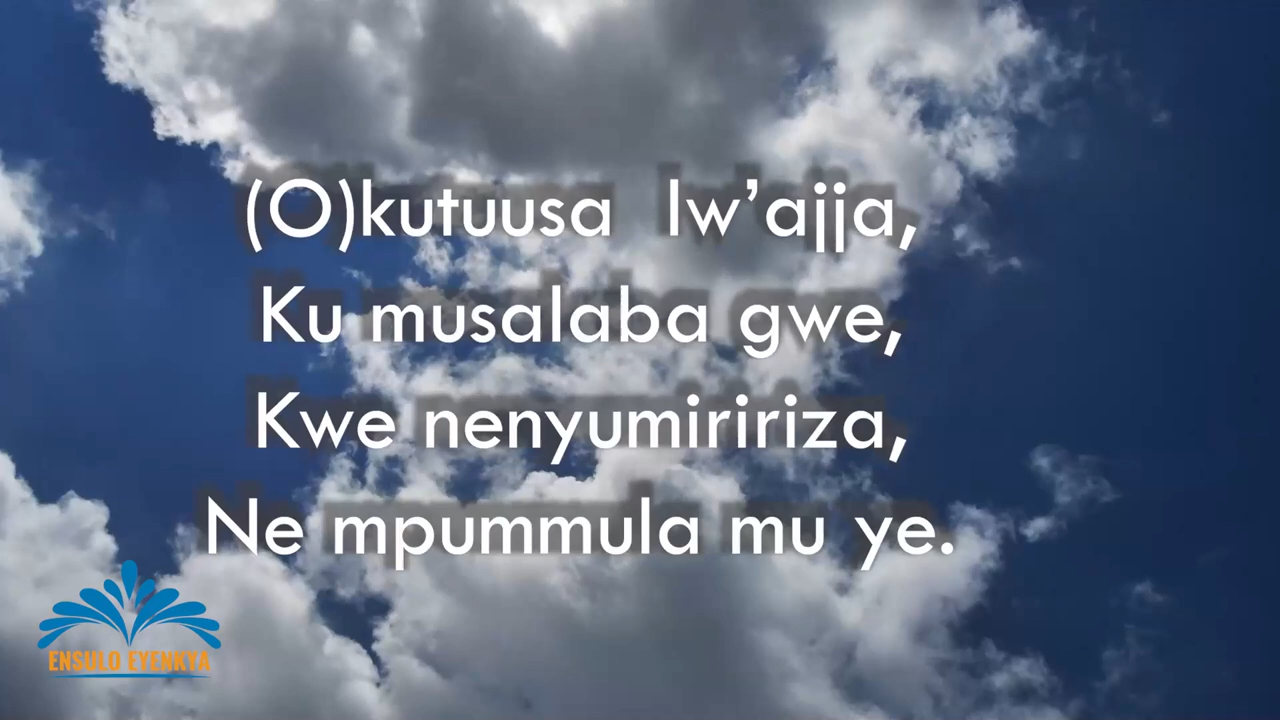 (O)kutuusa lw’ajja,
Ku musalaba gwe,
Kwe nenyumiririza,
Ne mpummula mu ye.
ENSULO EYENKYA